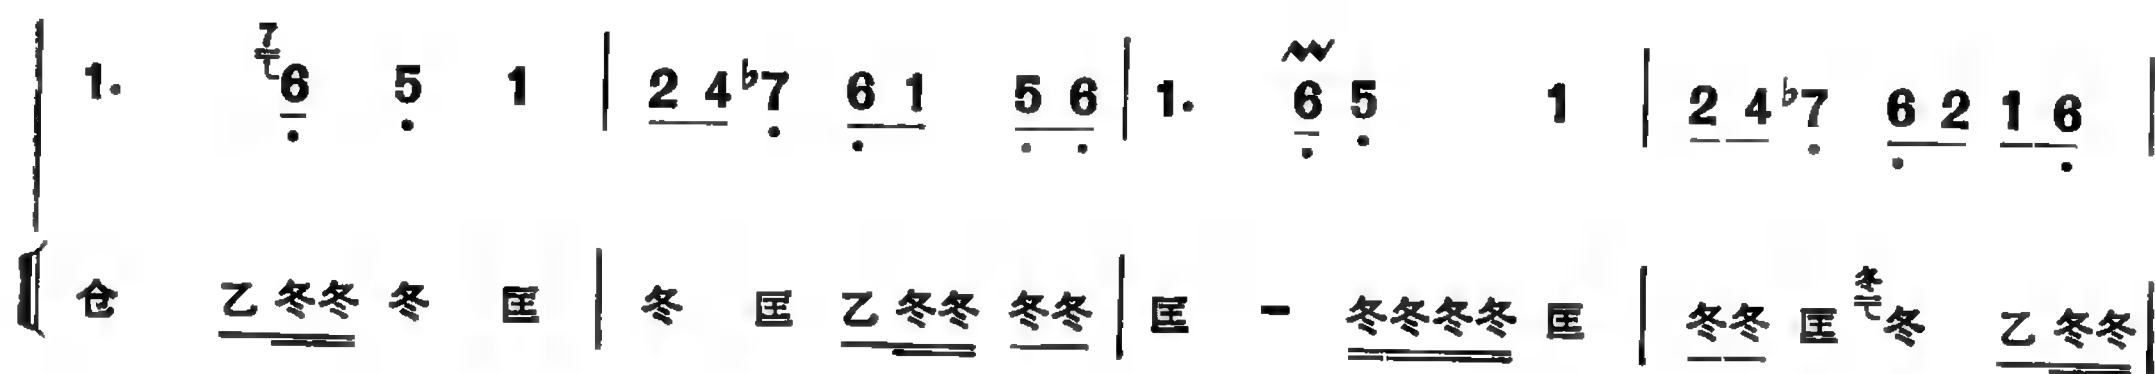 1. 7 6 5 1 | 2 4 ♭7 6 1 5 6 | 1. 6 5 1 | 2 4 ♭7 6 2 1 6 |
仓 乙 冬冬 冬 匡 | 冬 匡 乙 冬冬 冬冬 | 匡 - 冬冬冬冬 匡 | 冬冬 匡 冬 冬 乙 冬冬 |